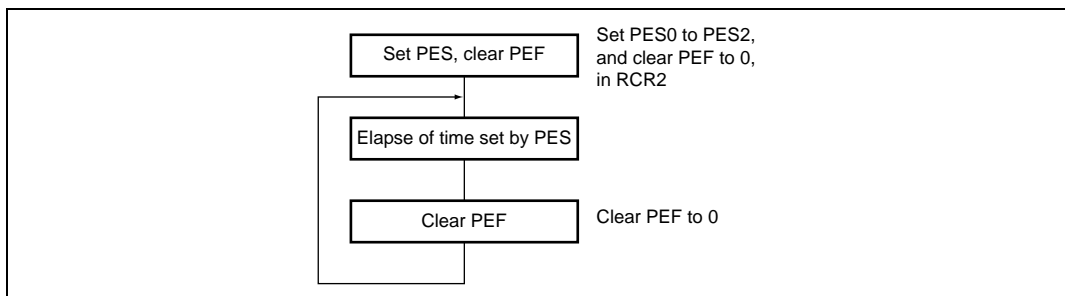 Set PES, clear PEF
Set PES0 to PES2,
and clear PEF to 0,
in RCR2
Elapse of time set by PES
Clear PEF
Clear PEF to 0